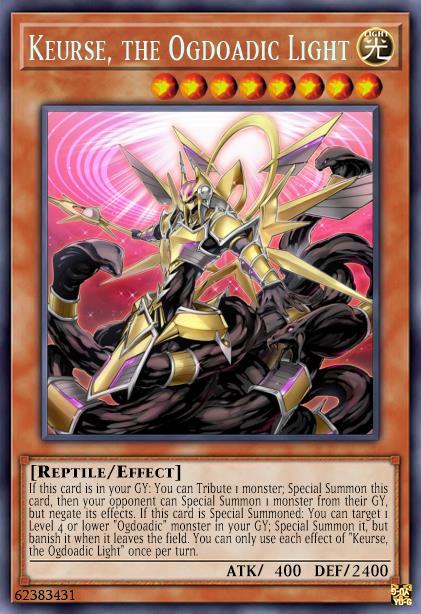 Keurse, the Ogdoadic Light
LIGHT
光
[Reptile/Effect]
If this card is in your GY: You can Tribute 1 monster; Special Summon this
card, then your opponent can Special Summon 1 monster from their GY,
but negate its effects. If this card is Special Summoned: You can target 1
Level 4 or lower "Ogdoadic" monster in your GY; Special Summon it, but
banish it when it leaves the field. You can only use each effect of "Keurse,
the Ogdoadic Light" once per turn.
ATK/ 400 DEF/2400
62383431